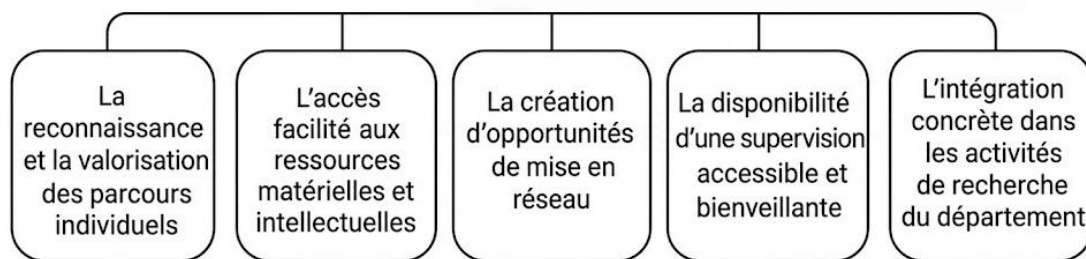 La
reconnaissance
et la valorisation
des parcours
individuels
L'accès
facilité aux
ressources
matérielles et
intellectuelles
La création
d'opportunités
de mise en
réseau
La disponibilité
d'une supervision
accessible et
bienveillante
L'intégration
concrète dans
les activités
de recherche
du département